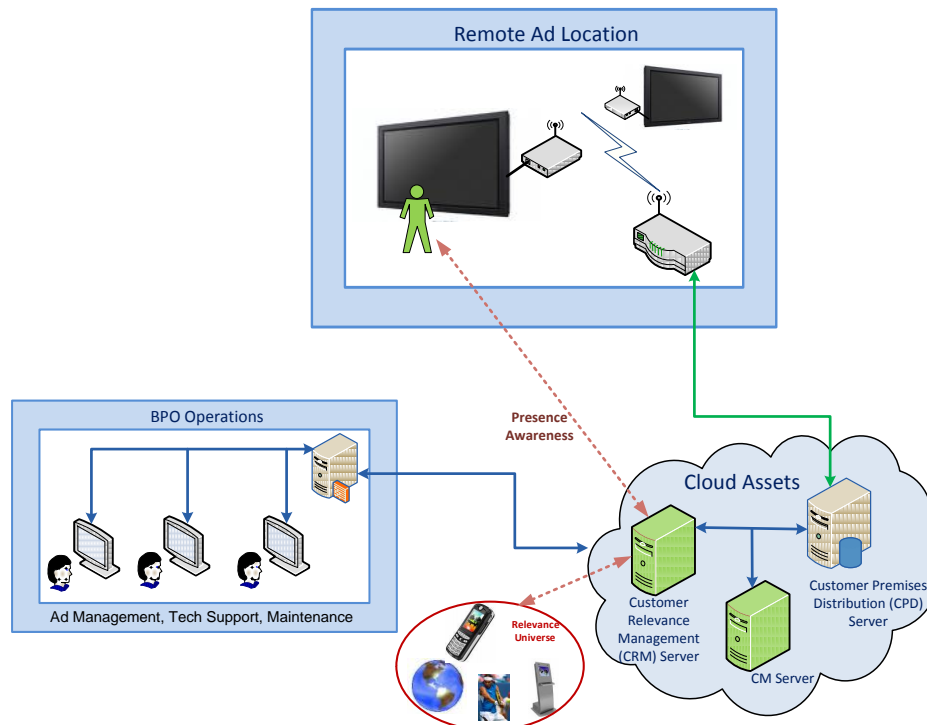 Remote Ad Location
Presence
Awareness
BPO Operations
Ad Management, Tech Support, Maintenance
Cloud Assets
Customer
Relevance
Management
(CRM) Server
Customer Premises
Distribution (CPD)
Server
CM Server
Relevance
Universe